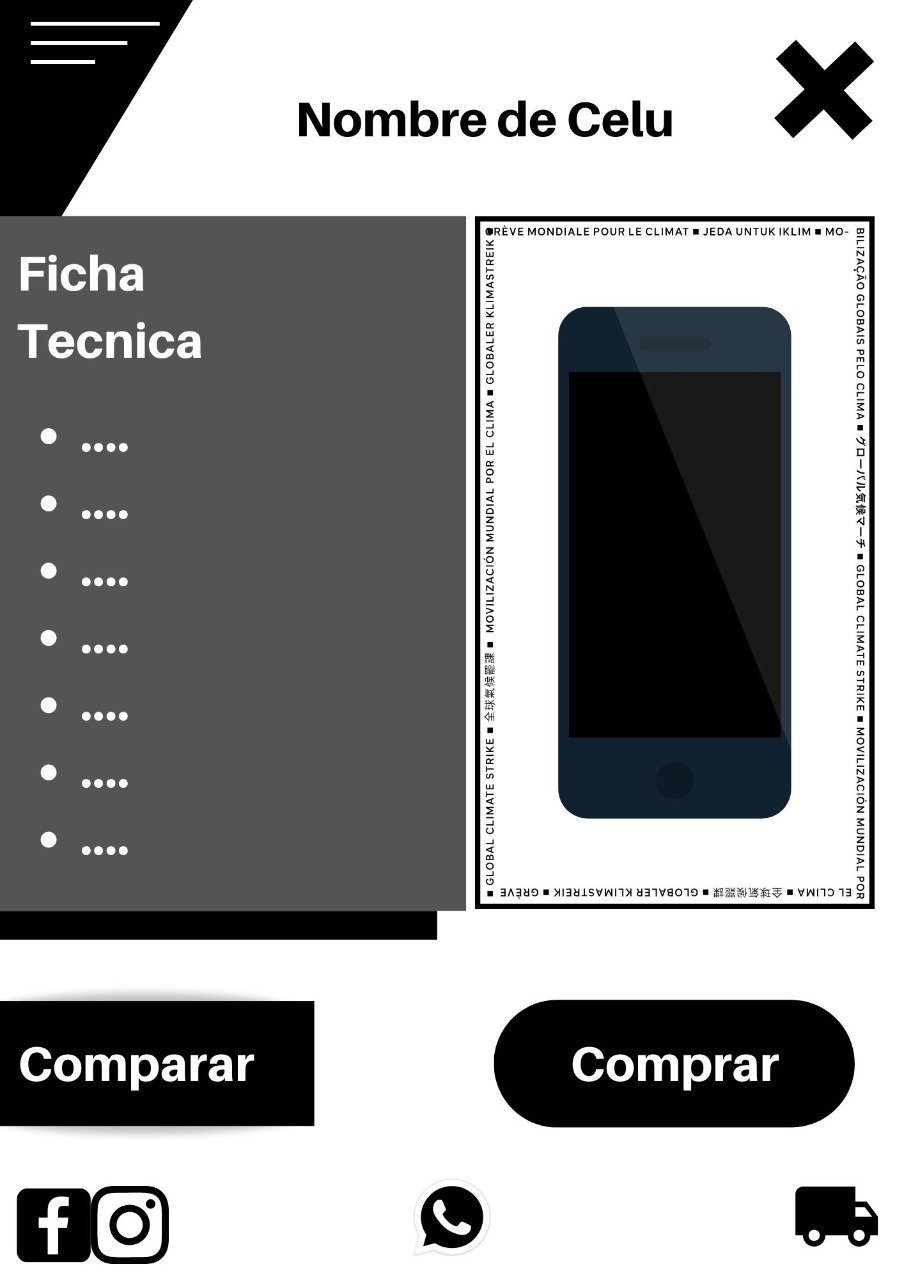 Nombre de Celu
Ficha
Tecnica
• ....
• ....
• ....
• ....
• ....
• ....
• ....
GRÈVE MONDIALE POUR LE CLIMAT ■ JEDA UNTUK IKLIM ■ MO-
BILIZAÇÃO GLOBAIS PELO CLIMA ■ グローバル気候マーチ ■ GLOBAL CLIMATE STRIKE ■ MOVILIZACIÓN MUNDIAL POR
EL CLIMA ■ 全球氣候罷課 ■ GLOBALER KLIMASTREIK ■ GRÈVE
■ GLOBAL CLIMATE STRIKE ■ 全球氣候罷課 ■ MOVILIZACIÓN MUNDIAL POR EL CLIMA ■ GLOBALER KLIMASTREIK
Comparar
Comprar